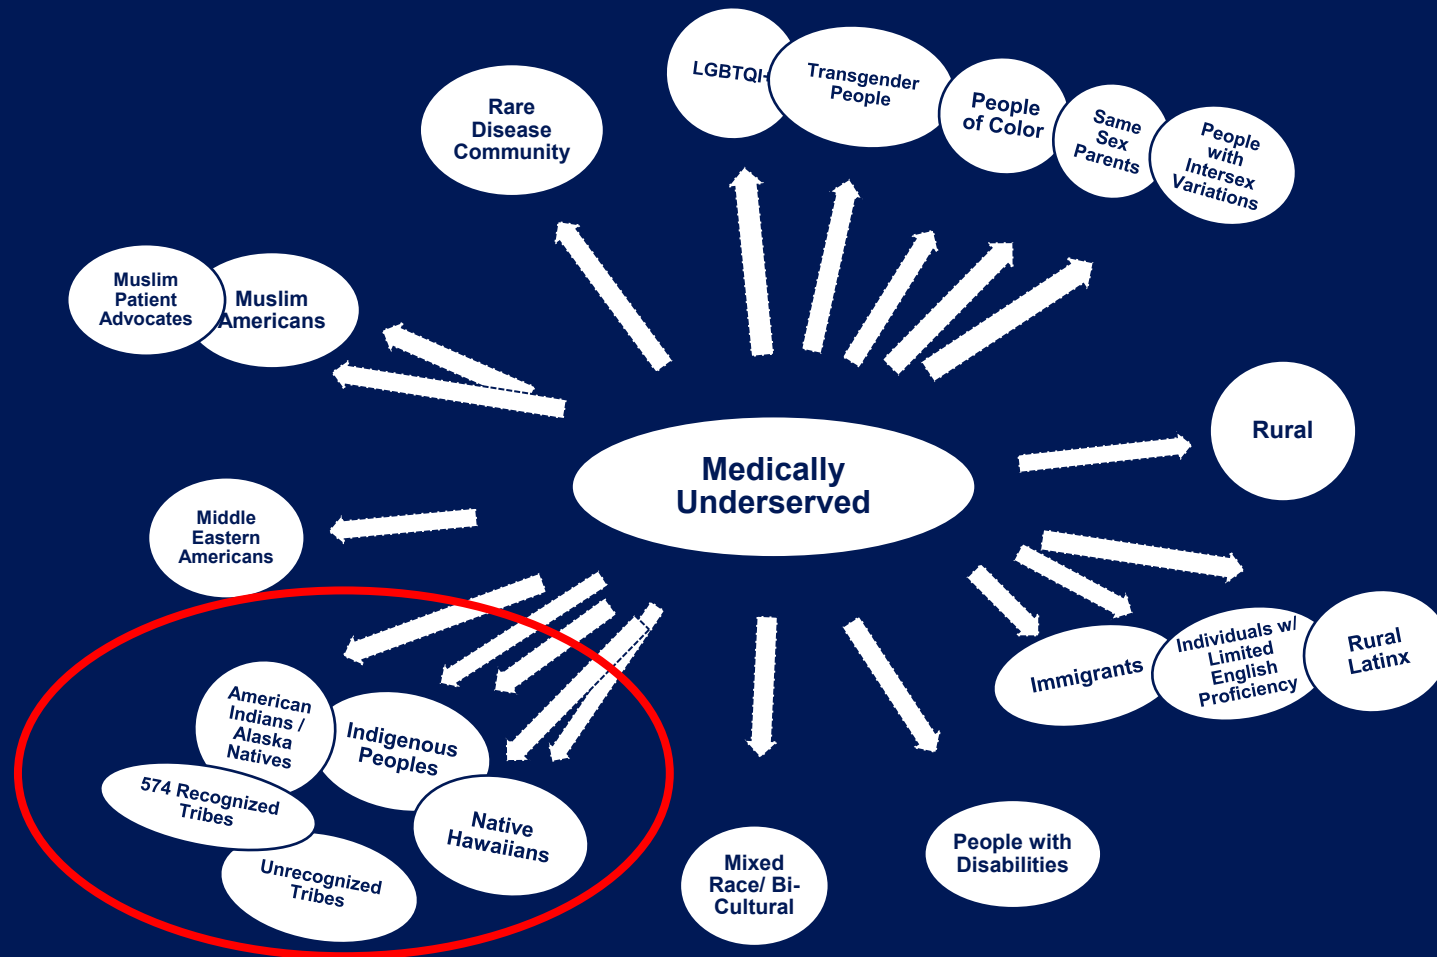 LGBTQI+
Transgender
People
People
of Color
Same
Sex
Parents
People
with
Intersex
Variations
Rare
Disease
Community
Muslim
Patient
Advocates
Muslim
Americans
Rural
Medically
Underserved
Middle
Eastern
Americans
Immigrants
Individuals w/
Limited
English
Proficiency
Rural
Latinx
American
Indians /
Alaska
Natives
Indigenous
Peoples
574 Recognized
Tribes
Native
Hawaiians
Unrecognized
Tribes
Mixed
Race/ Bi-
Cultural
People with
Disabilities